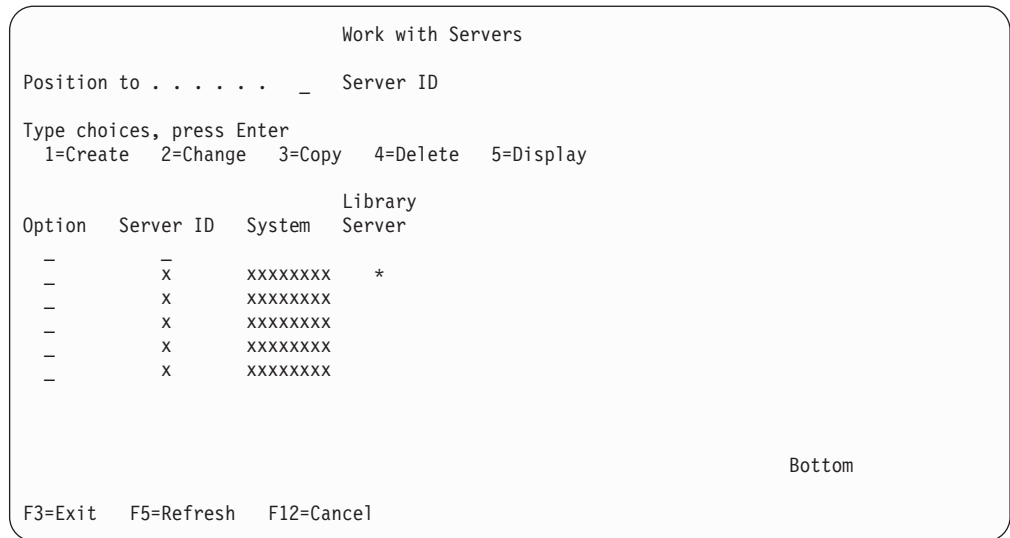 Work with Servers
Position to . . . . . . _ Server ID
Type choices, press Enter
1=Create 2=Change 3=Copy 4=Delete 5=Display
Library
Option Server ID System Server
_ _
_ x xxxxxxxx *
_ x xxxxxxxx
_ x xxxxxxxx
_ x xxxxxxxx
_ x xxxxxxxx
Bottom
F3=Exit F5=Refresh F12=Cancel